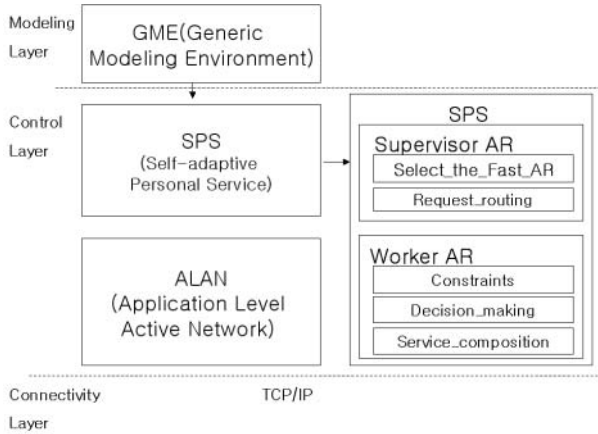 Modeling
Layer
GME(Generic
Modeling Environment)
Control
Layer
SPS
(Self-adaptive
Personal Service)
ALAN
(Application Level
Active Network)
SPS
Supervisor AR
Select_the_Fast_AR
Request_routing
Worker AR
Constraints
Decision_making
Service_composition
Connectivity
Layer
TCP/IP